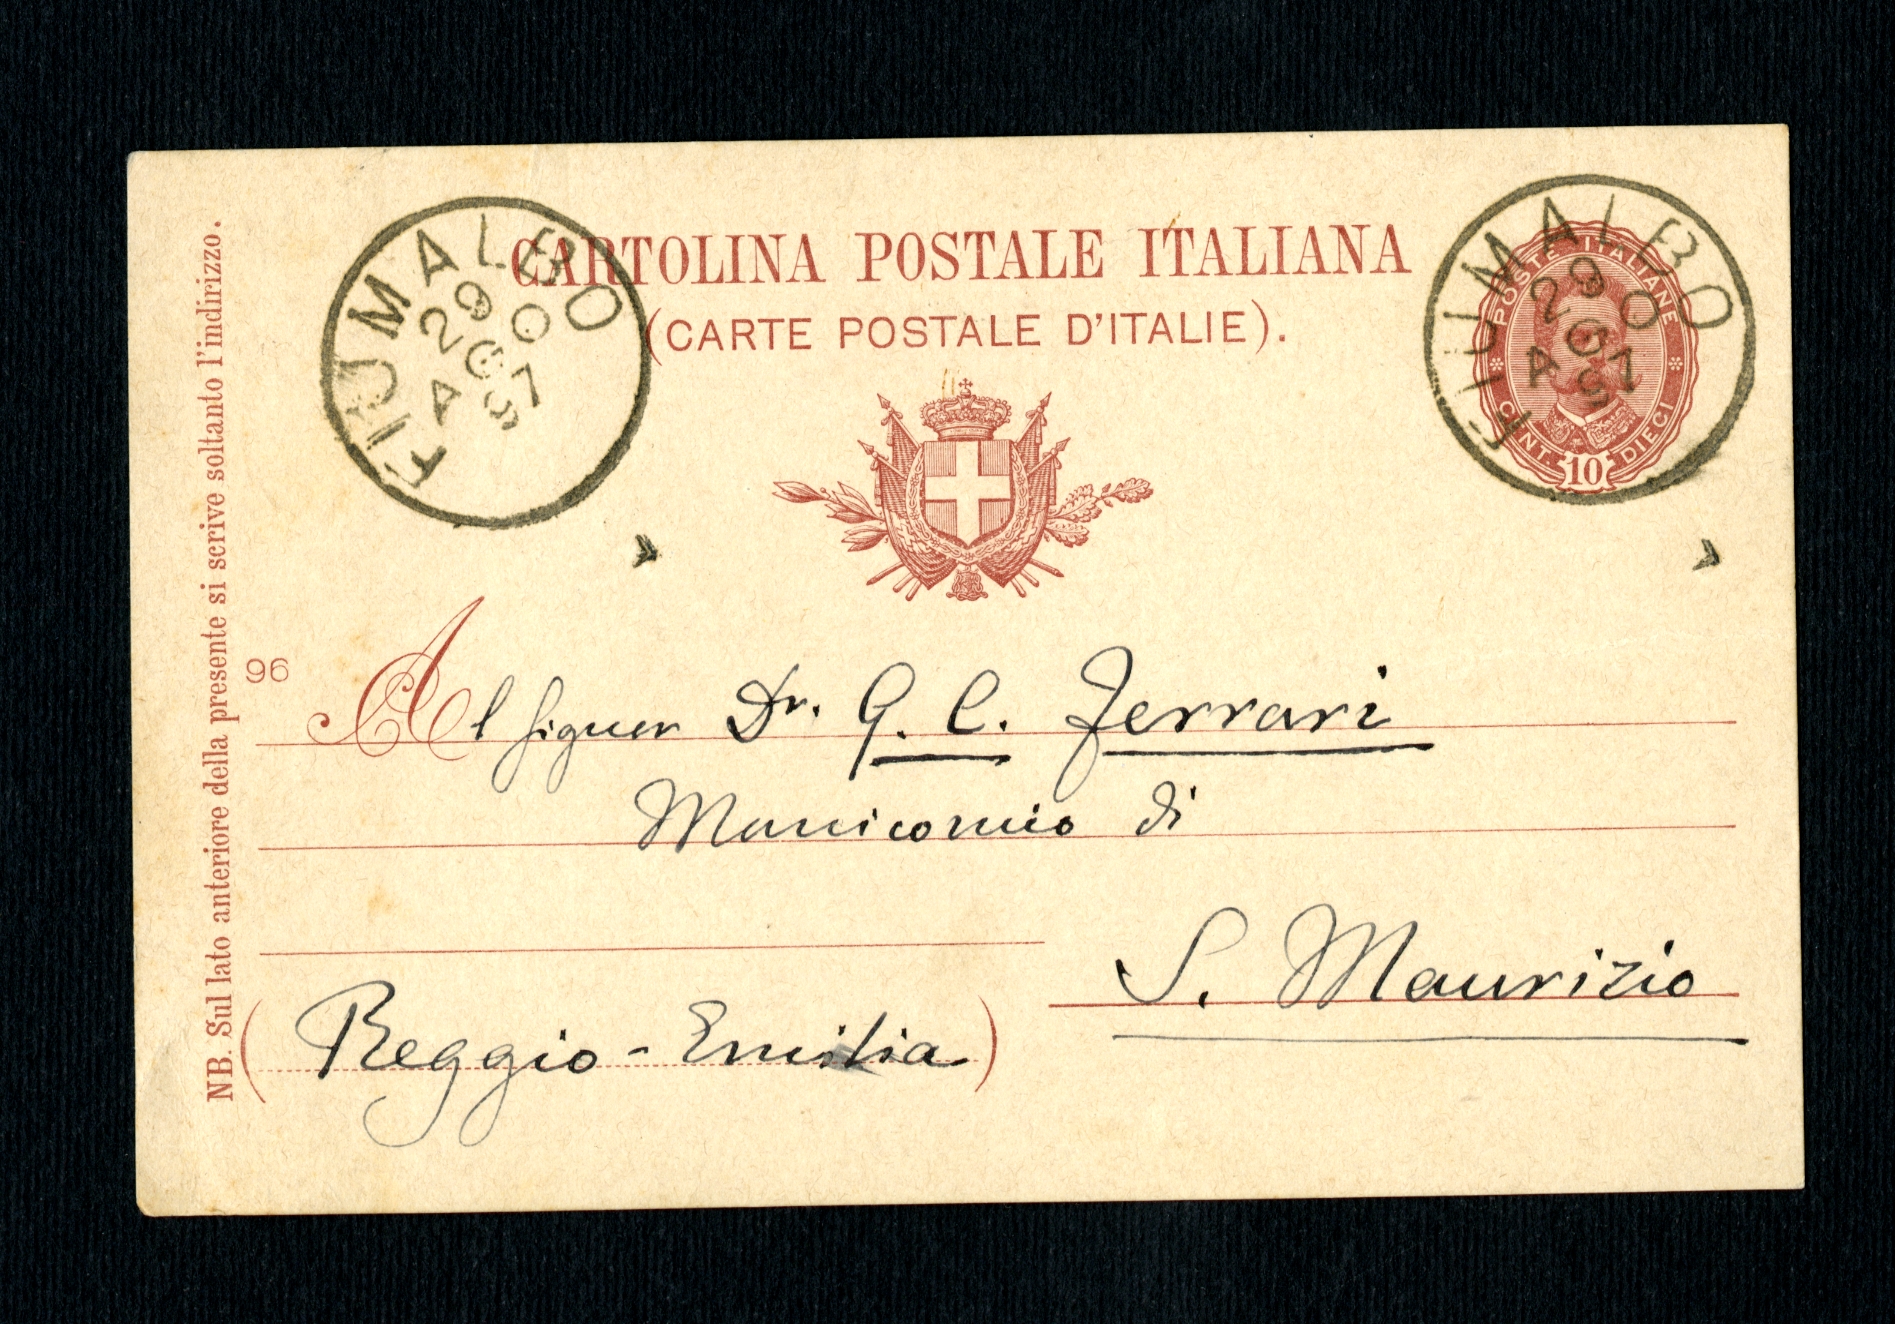 CARTOLINA POSTALE ITALIANA
(CARTE POSTALE D'ITALIE).
FIUMALBO
29
AGO
97
FIUMALBO
29
AGO
97
POSTE ITALIANE
CENT. 10 DIECI
NB. Sul lato anteriore della presente si scrive soltanto l'indirizzo.
96
Al Signor Dr. G. C. Ferrari
Manicomio di
S. Maurizio
(Reggio-Emilia)